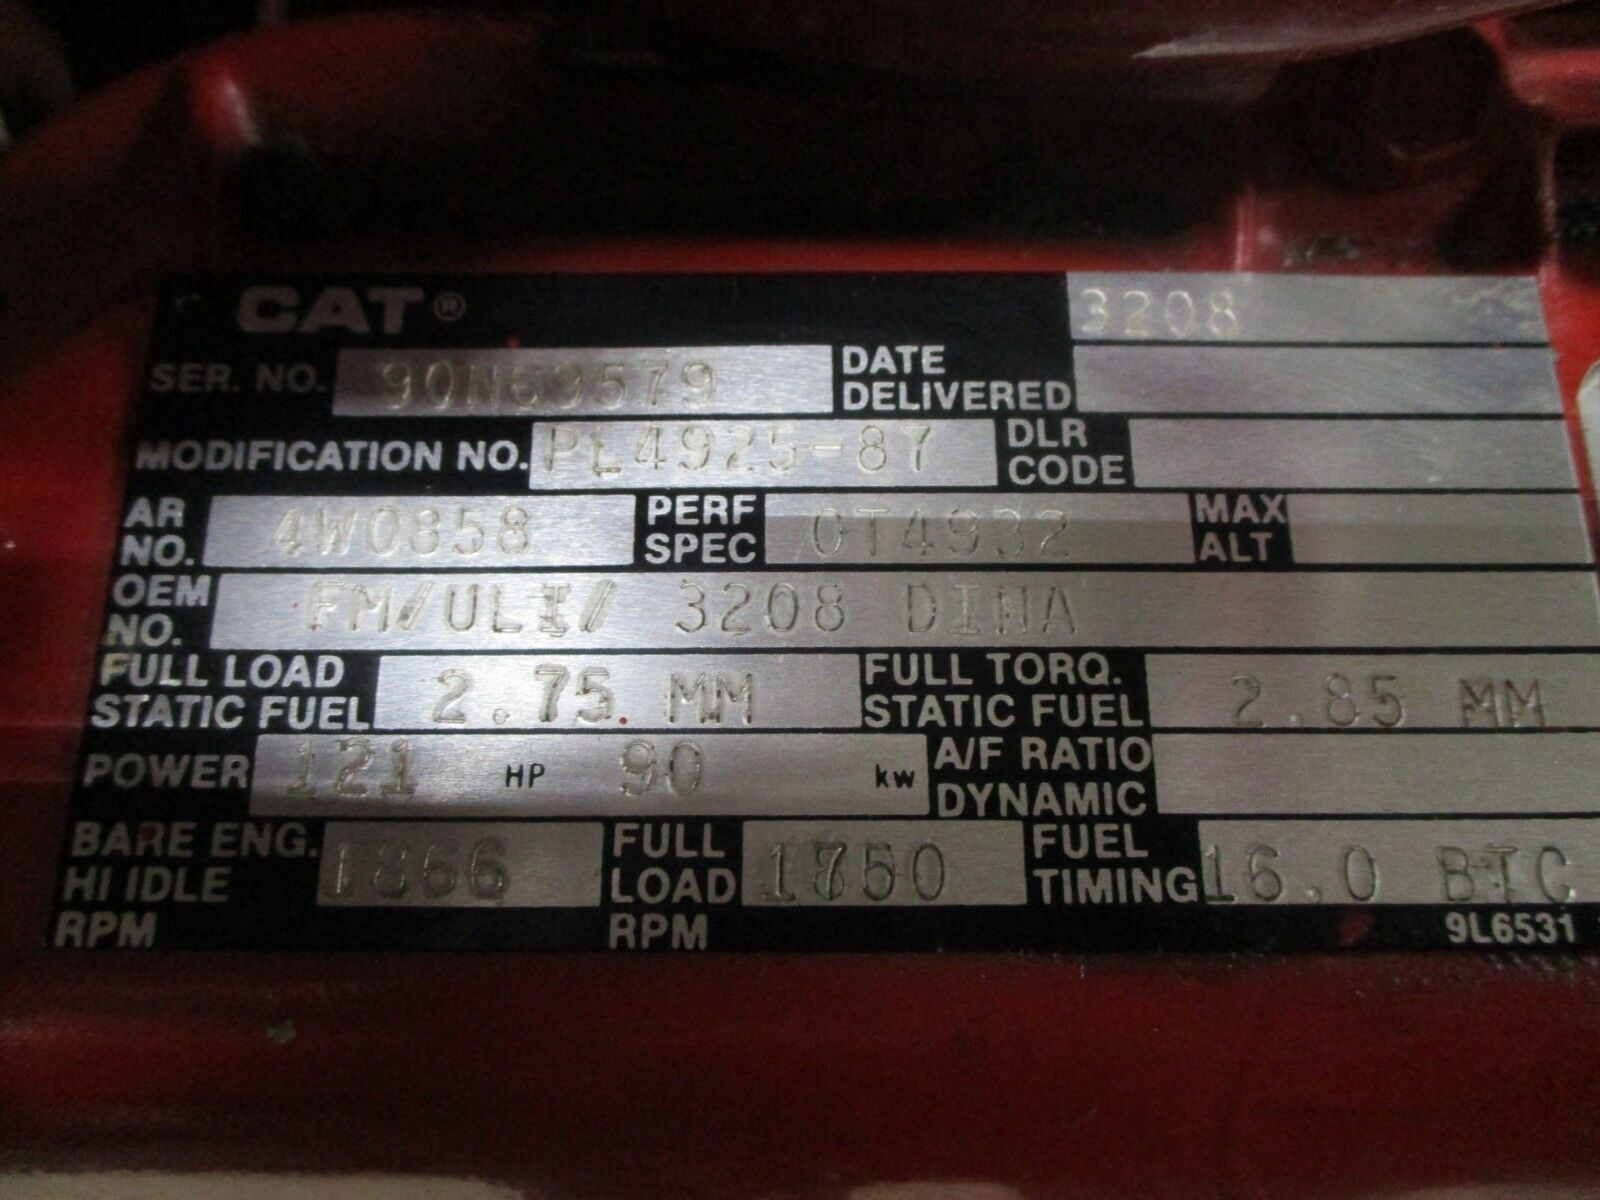 CAT® 3208
SER. NO. 90N69579 DATE DELIVERED
MODIFICATION NO. PL4925-87 DLR CODE
AR NO. 4W0858 PERF SPEC 0T4932 MAX ALT
OEM NO. FM/ULI/ 3208 DINA
FULL LOAD STATIC FUEL 2.75 MM FULL TORQ. STATIC FUEL 2.85 MM
POWER 121 HP 90 kw A/F RATIO DYNAMIC
BARE ENG. HI IDLE RPM 1866 FULL LOAD RPM 1750 FUEL TIMING 16.0 BTC
9L6531